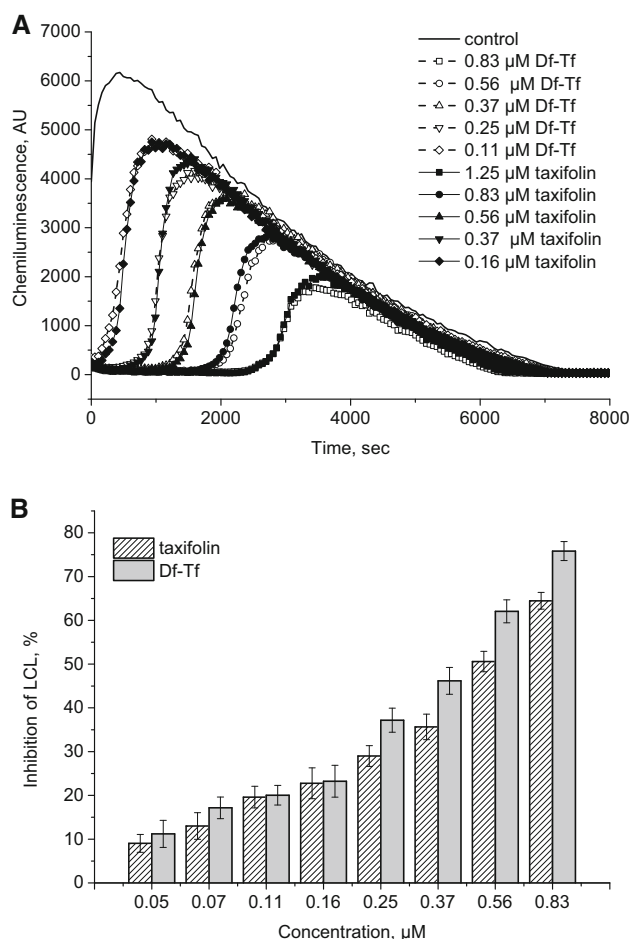 A
7000
6000
5000
4000
3000
2000
1000
0
Chemiluminescence, AU
control
0.83 µM Df-Tf
0.56 µM Df-Tf
0.37 µM Df-Tf
0.25 µM Df-Tf
0.11 µM Df-Tf
1.25 µM taxifolin
0.83 µM taxifolin
0.56 µM taxifolin
0.37 µM taxifolin
0.16 µM taxifolin
0 2000 4000 6000 8000
Time, sec
B
80
70
60
50
40
30
20
10
0
Inhibition of LCL, %
taxifolin
Df-Tf
0.05 0.07 0.11 0.16 0.25 0.37 0.56 0.83
Concentration, µM